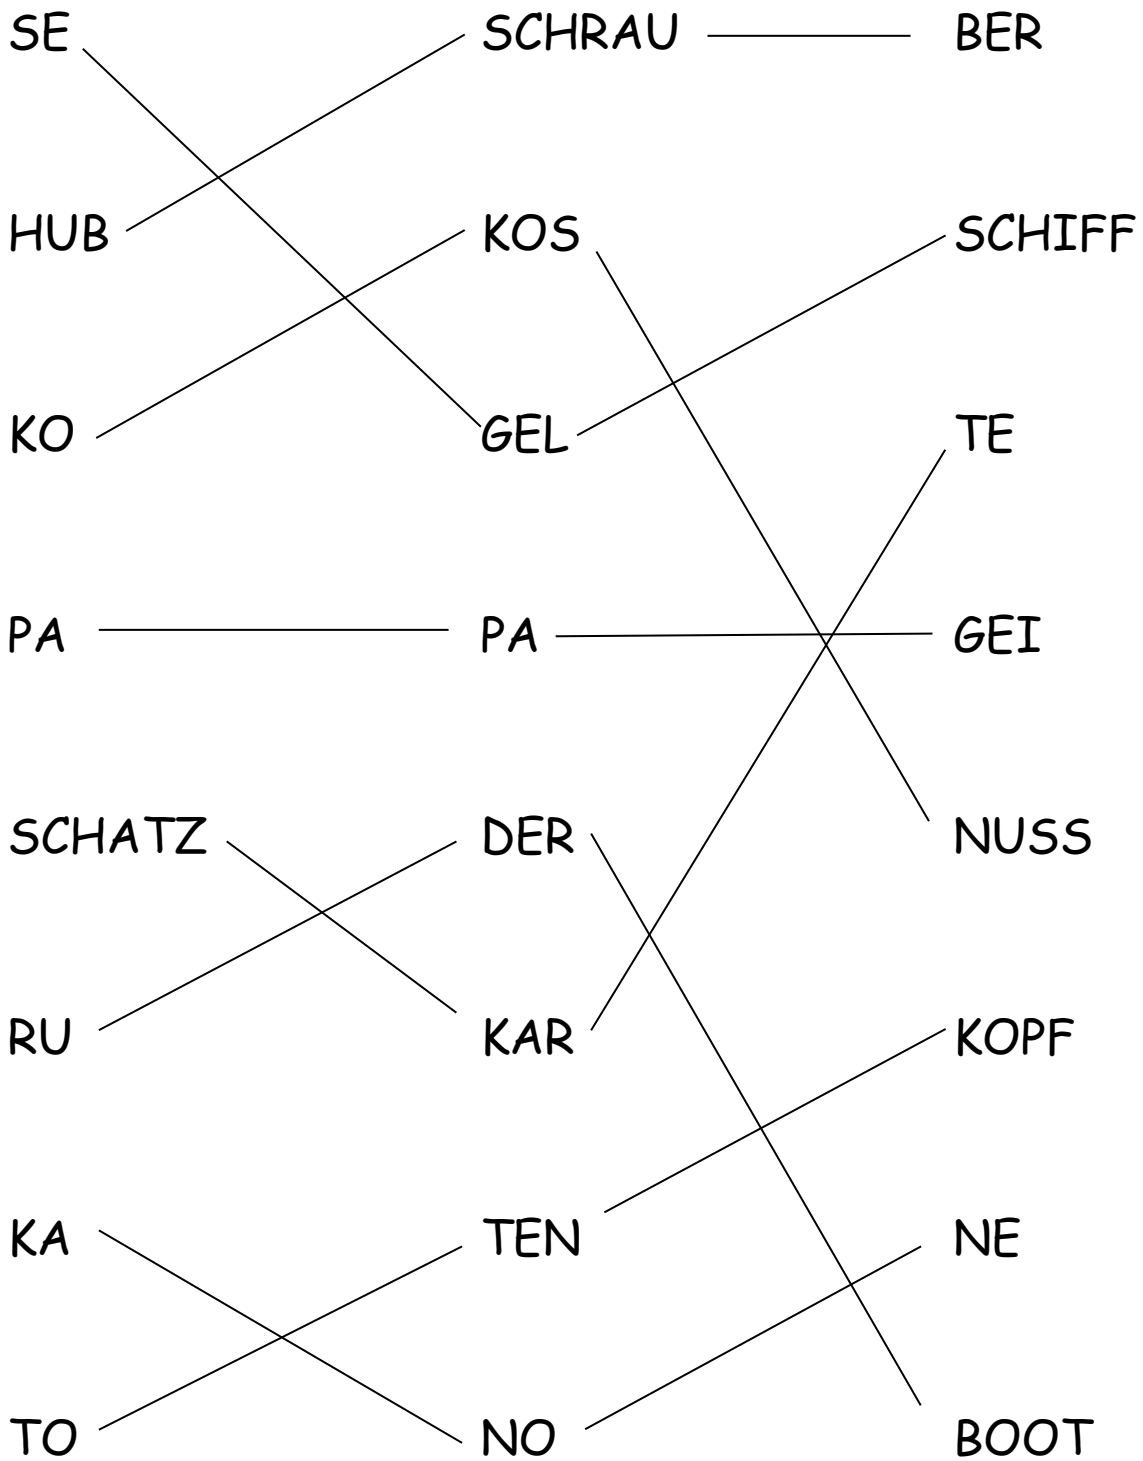 SE SCHRAU BER
HUB KOS SCHIFF
KO GEL TE
PA PA GEI
SCHATZ DER NUSS
RU KAR KOPF
KA TEN NE
TO NO BOOT